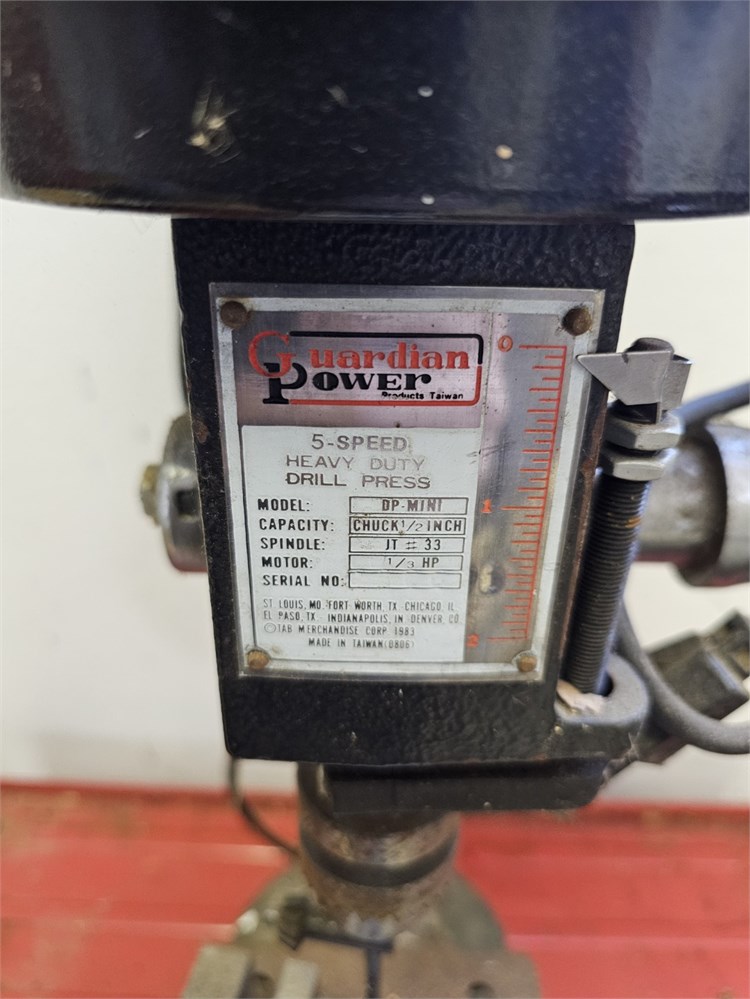 Guardian
Power
Products Taiwan
5-SPEED
HEAVY DUTY
DRILL PRESS
MODEL: DP-MINI
CAPACITY: CHUCK 1/2 INCH
SPINDLE: JT # 33
MOTOR: 1/3 HP
SERIAL NO:
ST. LOUIS, MO. FORT WORTH, TX. CHICAGO, IL
EL PASO, TX. INDIANAPOLIS, IN. DENVER, CO.
©TAB MERCHANDISE CORP. 1983
MADE IN TAIWAN (0806)
0
1
2